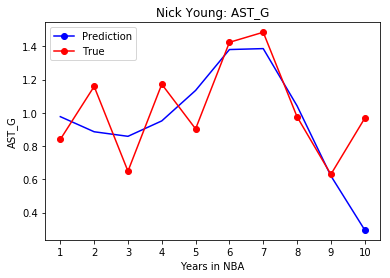 Nick Young: AST_G
Prediction
True
AST_G
1.4
1.2
1.0
0.8
0.6
0.4
1 2 3 4 5 6 7 8 9 10
Years in NBA